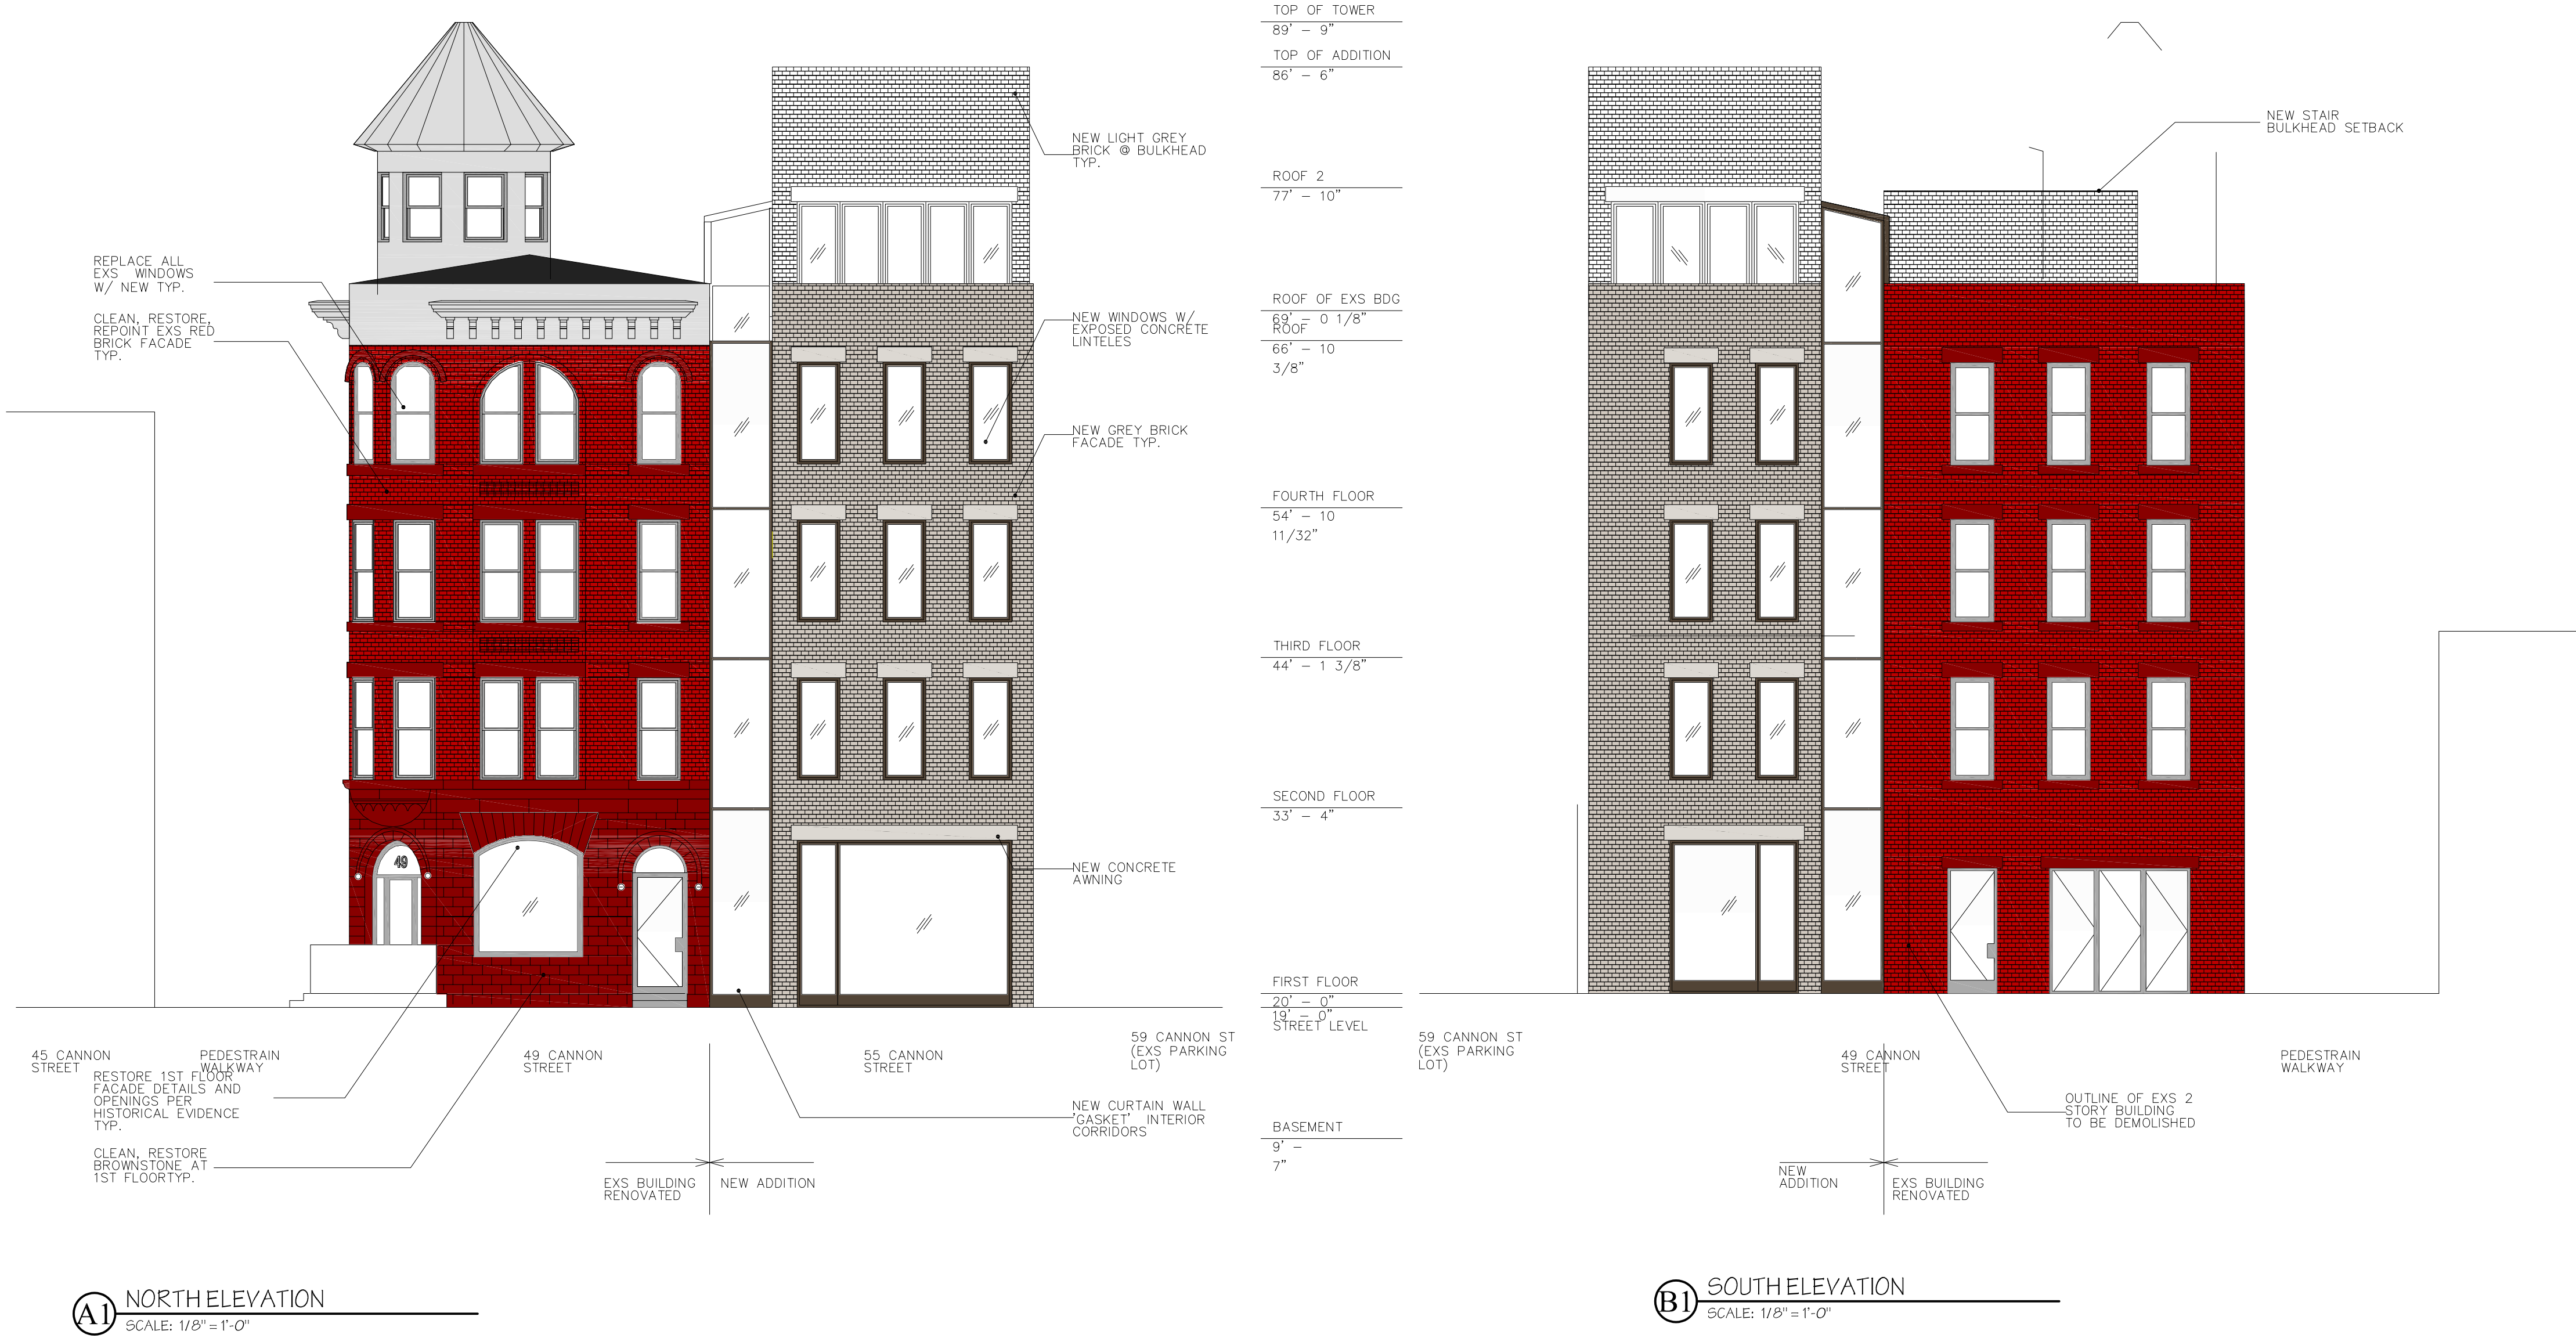 REPLACE ALL
EXS WINDOWS
W/ NEW TYP.
CLEAN, RESTORE,
REPOINT EXS RED
BRICK FACADE
TYP.
49
NEW LIGHT GREY
BRICK @ BULKHEAD
TYP.
NEW WINDOWS W/
EXPOSED CONCRETE
LINTELES
NEW GREY BRICK
FACADE TYP.
NEW CONCRETE
AWNING
45 CANNON
STREET
PEDESTRAIN
WALKWAY
49 CANNON
STREET
55 CANNON
STREET
59 CANNON ST
(EXS PARKING
LOT)
RESTORE 1ST FLOOR
FACADE DETAILS AND
OPENINGS PER
HISTORICAL EVIDENCE
TYP.
CLEAN, RESTORE
BROWNSTONE AT
1ST FLOORTYP.
NEW CURTAIN WALL
'GASKET' INTERIOR
CORRIDORS
EXS BUILDING
RENOVATED
NEW ADDITION
A1
NORTH ELEVATION
SCALE: 1/8" = 1'-0"
TOP OF TOWER
89' - 9"
TOP OF ADDITION
86' - 6"
ROOF 2
77' - 10"
ROOF OF EXS BDG
69' - 0 1/8"
ROOF
66' - 10
3/8"
FOURTH FLOOR
54' - 10
11/32"
THIRD FLOOR
44' - 1 3/8"
SECOND FLOOR
33' - 4"
FIRST FLOOR
20' - 0"
19' - 0"
STREET LEVEL
BASEMENT
9' -
7"
NEW STAIR
BULKHEAD SETBACK
59 CANNON ST
(EXS PARKING
LOT)
49 CANNON
STREET
PEDESTRAIN
WALKWAY
OUTLINE OF EXS 2
STORY BUILDING
TO BE DEMOLISHED
NEW
ADDITION
EXS BUILDING
RENOVATED
B1
SOUTH ELEVATION
SCALE: 1/8" = 1'-0"